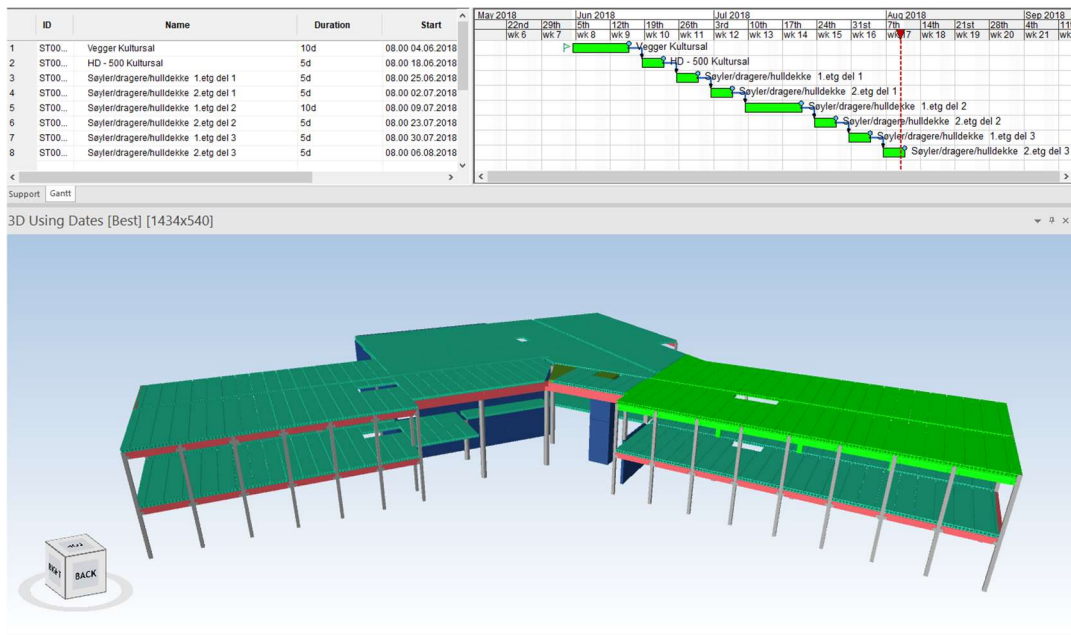 ID Name Duration Start
1 ST00... Vegger Kultursal 10d 08.00 04.06.2018
2 ST00... HD - 500 Kultursal 5d 08.00 18.06.2018
3 ST00... Søyler/dragere/hulldekke 1.etg del 1 5d 08.00 25.06.2018
4 ST00... Søyler/dragere/hulldekke 2.etg del 1 5d 08.00 02.07.2018
5 ST00... Søyler/dragere/hulldekke 1.etg del 2 10d 08.00 09.07.2018
6 ST00... Søyler/dragere/hulldekke 2.etg del 2 5d 08.00 23.07.2018
7 ST00... Søyler/dragere/hulldekke 1.etg del 3 5d 08.00 30.07.2018
8 ST00... Søyler/dragere/hulldekke 2.etg del 3 5d 08.00 06.08.2018
May 2018 Jun 2018 Jul 2018 Aug 2018 Sep 2018
22nd 29th 5th 12th 19th 26th 3rd 10th 17th 24th 31st 7th 14th 21st 28th 4th 11
wk 6 wk 7 wk 8 wk 9 wk 10 wk 11 wk 12 wk 13 wk 14 wk 15 wk 16 wk 17 wk 18 wk 19 wk 20 wk 21 wk
Vegger Kultursal
HD - 500 Kultursal
Søyler/dragere/hulldekke 1.etg del 1
Søyler/dragere/hulldekke 2.etg del 1
Søyler/dragere/hulldekke 1.etg del 2
Søyler/dragere/hulldekke 2.etg del 2
Søyler/dragere/hulldekke 1.etg del 3
Søyler/dragere/hulldekke 2.etg del 3
Support Gantt
3D Using Dates [Best] [1434x540]
TOP
RIGHT BACK